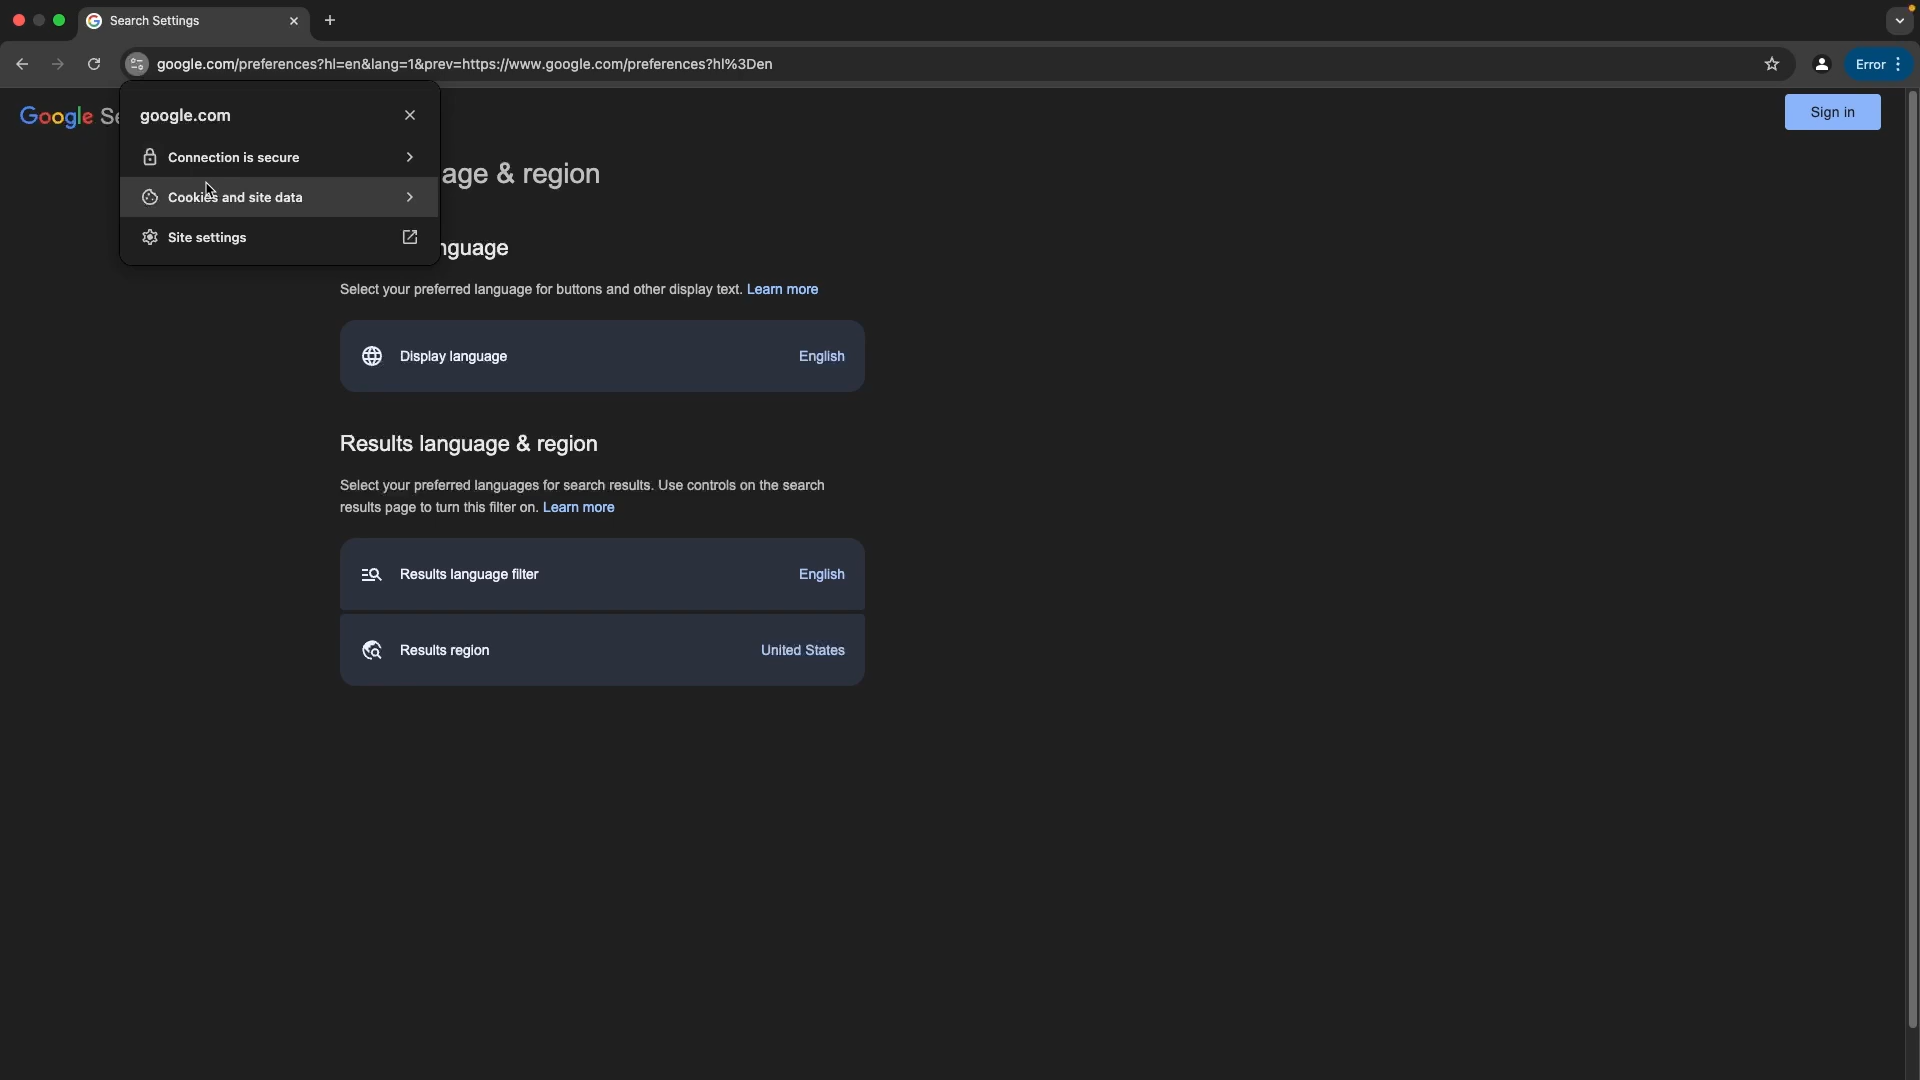 Search Settings
google.com/preferences?hl=en&lang=1&prev=https://www.google.com/preferences?hl%3Den
Error
Google Se
Sign in
google.com
Connection is secure
Cookies and site data
Site settings
age & region
nguage
Select your preferred language for buttons and other display text. Learn more
Display language English
Results language & region
Select your preferred languages for search results. Use controls on the search
results page to turn this filter on. Learn more
Results language filter English
Results region United States